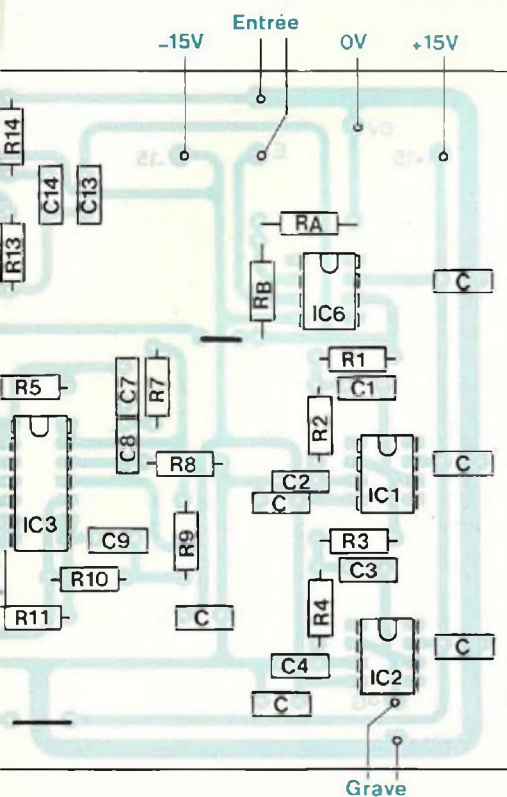 Entrée
-15V
0V
+15V
R14
C14
C13
R13
RA
RB
IC6
C
R1
C1
R5
C7
R7
R2
C8
R8
C2
C
IC1
C
IC3
C9
R9
R3
C3
R10
R4
R11
C
C4
IC2
C
C
Grave